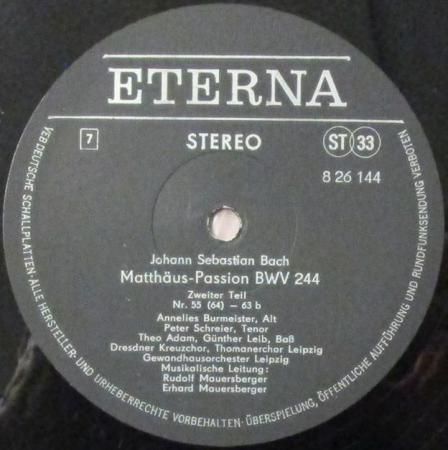 ETERNA
7
STEREO
ST 33
8 26 144
Johann Sebastian Bach
Matthäus-Passion BWV 244
Zweiter Teil
Nr. 55 (64) – 63 b
Annelies Burmeister, Alt
Peter Schreier, Tenor
Theo Adam, Günther Leib, Baß
Dresdner Kreuzchor, Thomanerchor Leipzig
Gewandhausorchester Leipzig
Musikalische Leitung:
Rudolf Mauersberger
Erhard Mauersberger
VEB DEUTSCHE SCHALLPLATTEN · ALLE HERSTELLER- UND URHEBERRECHTE VORBEHALTEN · ÜBERSPIELUNG, ÖFFENTLICHE AUFFÜHRUNG UND RUNDFUNKSENDUNG VERBOTEN